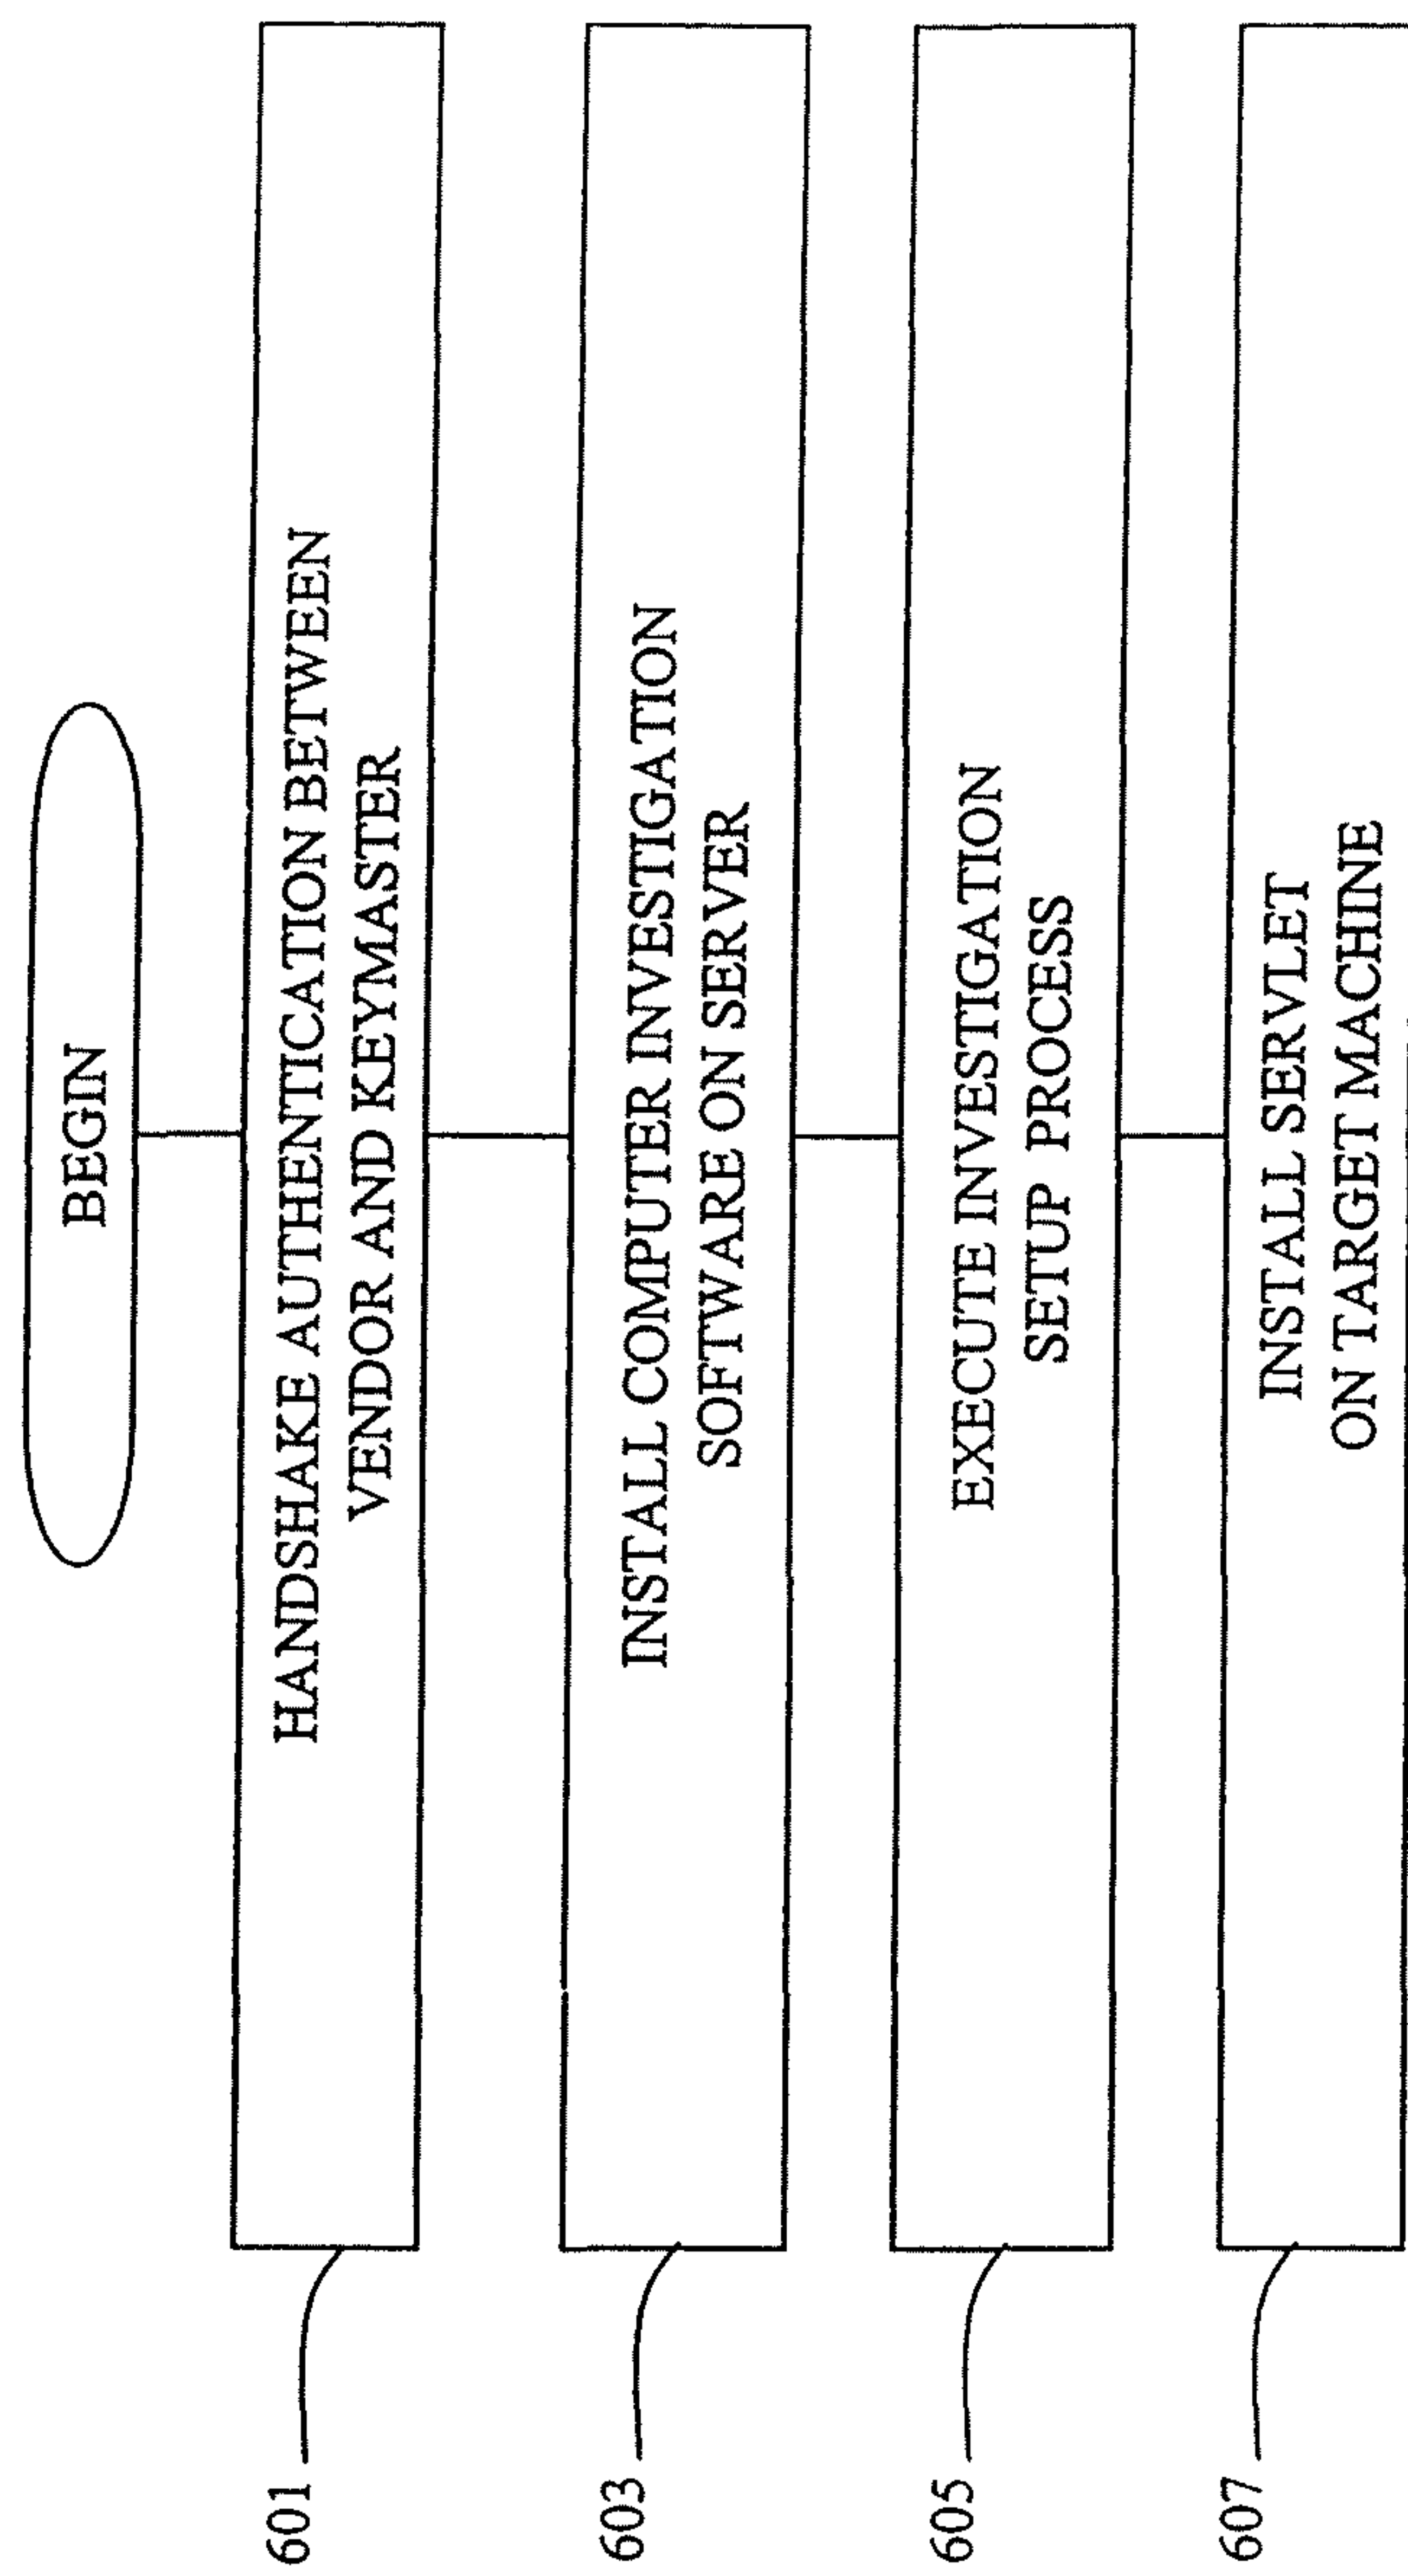 BEGIN
HANDSHAKE AUTHENTICATION BETWEEN
VENDOR AND KEYMASTER
601
INSTALL COMPUTER INVESTIGATION
SOFTWARE ON SERVER
603
EXECUTE INVESTIGATION
SETUP PROCESS
605
INSTALL SERVLET
ON TARGET MACHINE
607